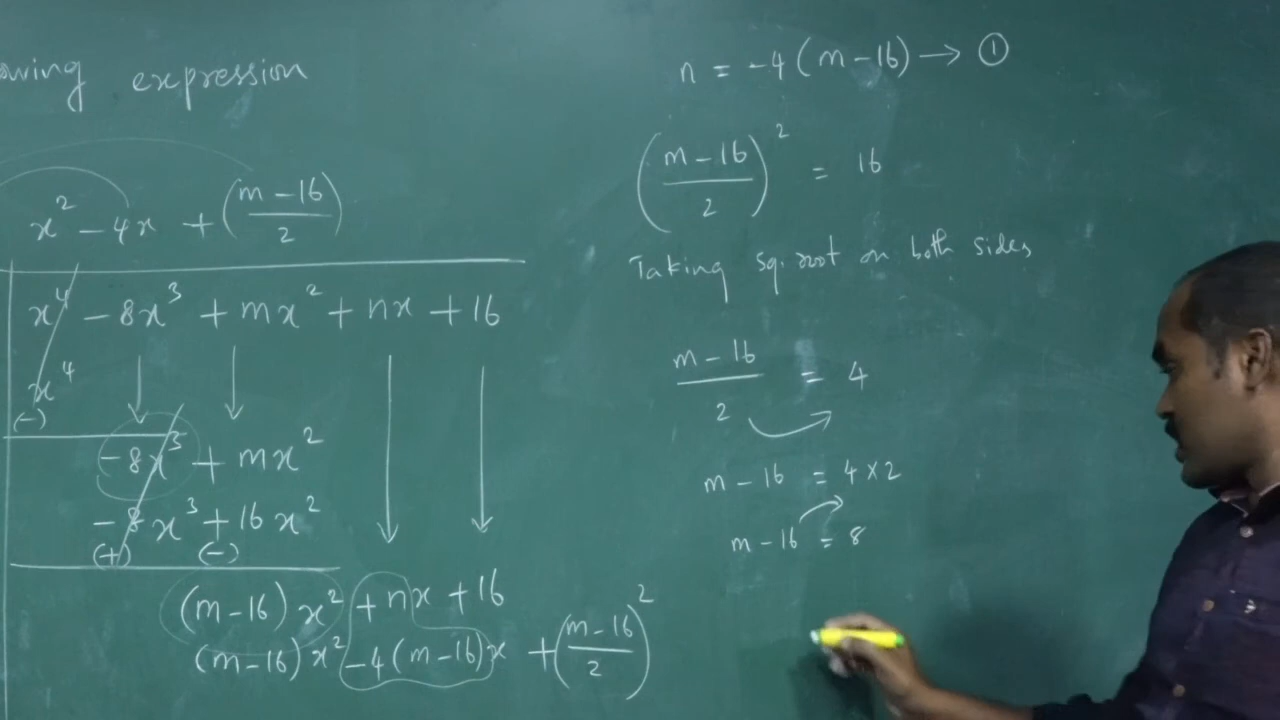 owing expression
x² - 4x + ((m - 16)/2)
x⁴ - 8x³ + mx² + nx + 16
x⁴
(-)
-8x³ + mx²
-8x³ + 16x²
(+) (-)
(m-16) x² + nx + 16
(m-16) x² - 4(m-16)x + ((m-16)/2)²
n = -4(m-16) → ①
((m-16)/2)² = 16
Taking sq. root on both sides
(m-16)/2 = 4
m - 16 = 4 × 2
m - 16 = 8